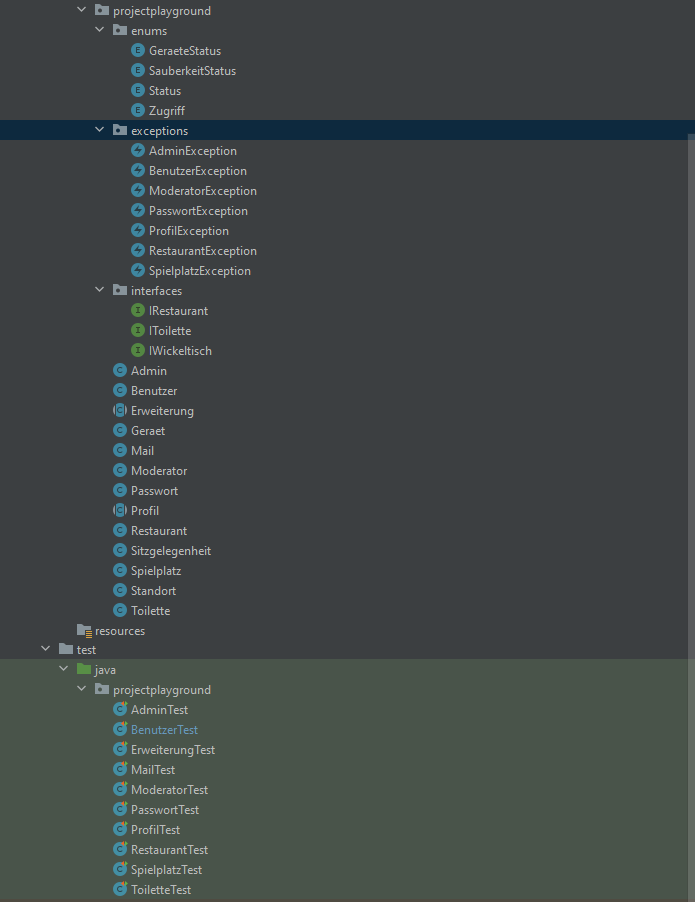 projectplayground
enums
GeraeteStatus
SauberkeitStatus
Status
Zugriff
exceptions
AdminException
BenutzerException
ModeratorException
PasswortException
ProfilException
RestaurantException
SpielplatzException
interfaces
IRestaurant
IToilette
IWickeltisch
Admin
Benutzer
Erweiterung
Geraet
Mail
Moderator
Passwort
Profil
Restaurant
Sitzgelegenheit
Spielplatz
Standort
Toilette
resources
test
java
projectplayground
AdminTest
BenutzerTest
ErweiterungTest
MailTest
ModeratorTest
PasswortTest
ProfilTest
RestaurantTest
SpielplatzTest
ToiletteTest